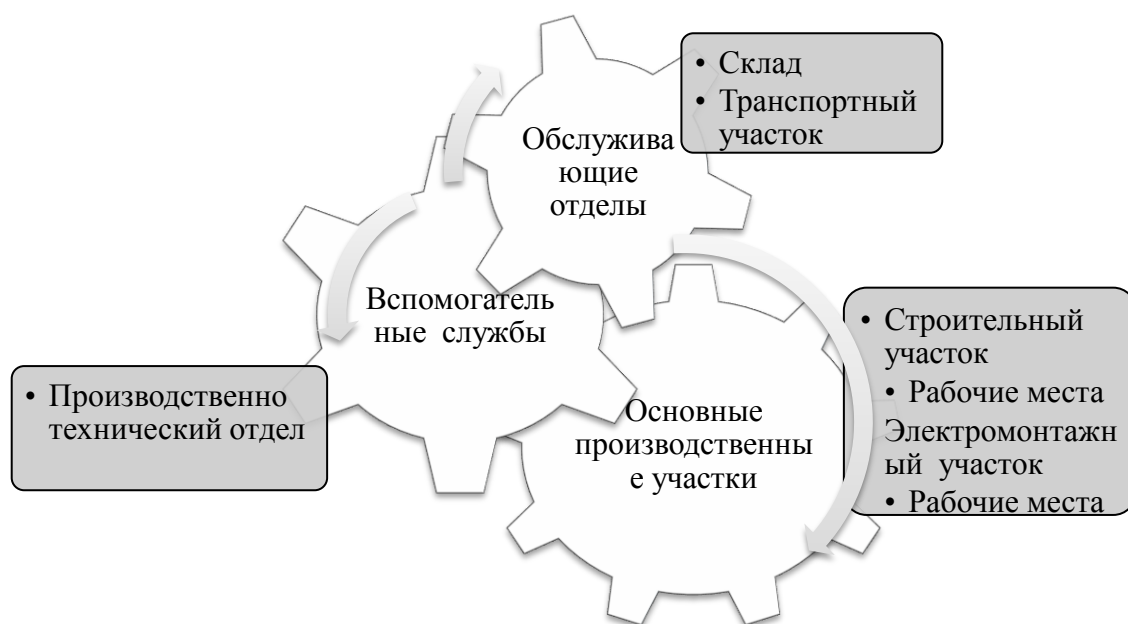 • Склад
• Транспортный
участок
Обслужива
ющие
отделы
Вспомогатель
ные службы
• Строительный
участок
• Рабочие места
Электромонтажн
ый участок
• Рабочие места
• Производственно
технический отдел
Основные
производственны
е участки